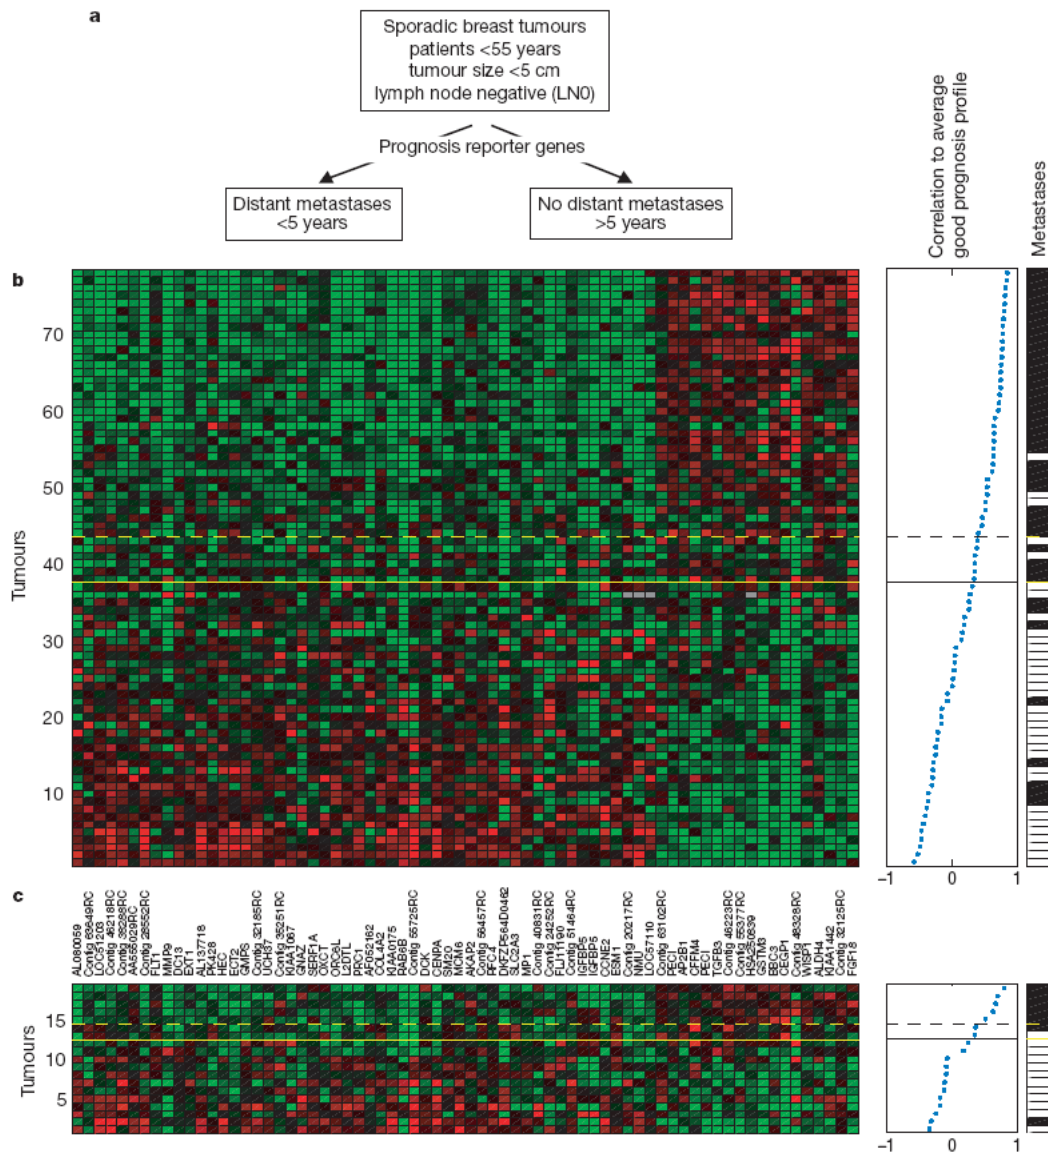 a
Sporadic breast tumours
patients <55 years
tumour size <5 cm
lymph node negative (LN0)
Prognosis reporter genes
Distant metastases
<5 years
No distant metastases
>5 years
Correlation to average
good prognosis profile
Metastases
b
70
60
50
40
30
20
10
Tumours
-1
0
1
c
AL080059
Contig 63649RC
LOC51203
Contig 46218RC
Contig 38288RC
AA555029RC
Contig 28552RC
FLT1
MMP9
DC13
EXT1
AL137718
PK428
HEC
ECT2
GMPS
Contig 32185RC
UCH37
Contig 35251RC
KIAA1067
GNAZ
SERF1A
OXCT
ORC6L
L2DTL
PRC1
AF052162
COL4A2
KIAA0175
RAB6B
Contig 55725RC
DCK
CENPA
SM20
MCM6
AKAP2
Contig 56457RC
RFC4
DKFZP564D0462
SLC2A3
MP1
Contig 40831RC
Contig 24252RC
FLJ11190
Contig 51464RC
IGFBP5
IGFBP5
CCNE2
ESM1
Contig 20217RC
NMU
LOC57110
Contig 63102RC
PECI
AP2B1
CFFM4
PECI
TGFB3
Contig 46223RC
Contig 55377RC
HSA250839
GSTM3
BBC3
CEGP1
Contig 48328RC
WISP1
ALDH4
KIAA1442
Contig 32125RC
FGF18
15
10
5
Tumours
-1
0
1